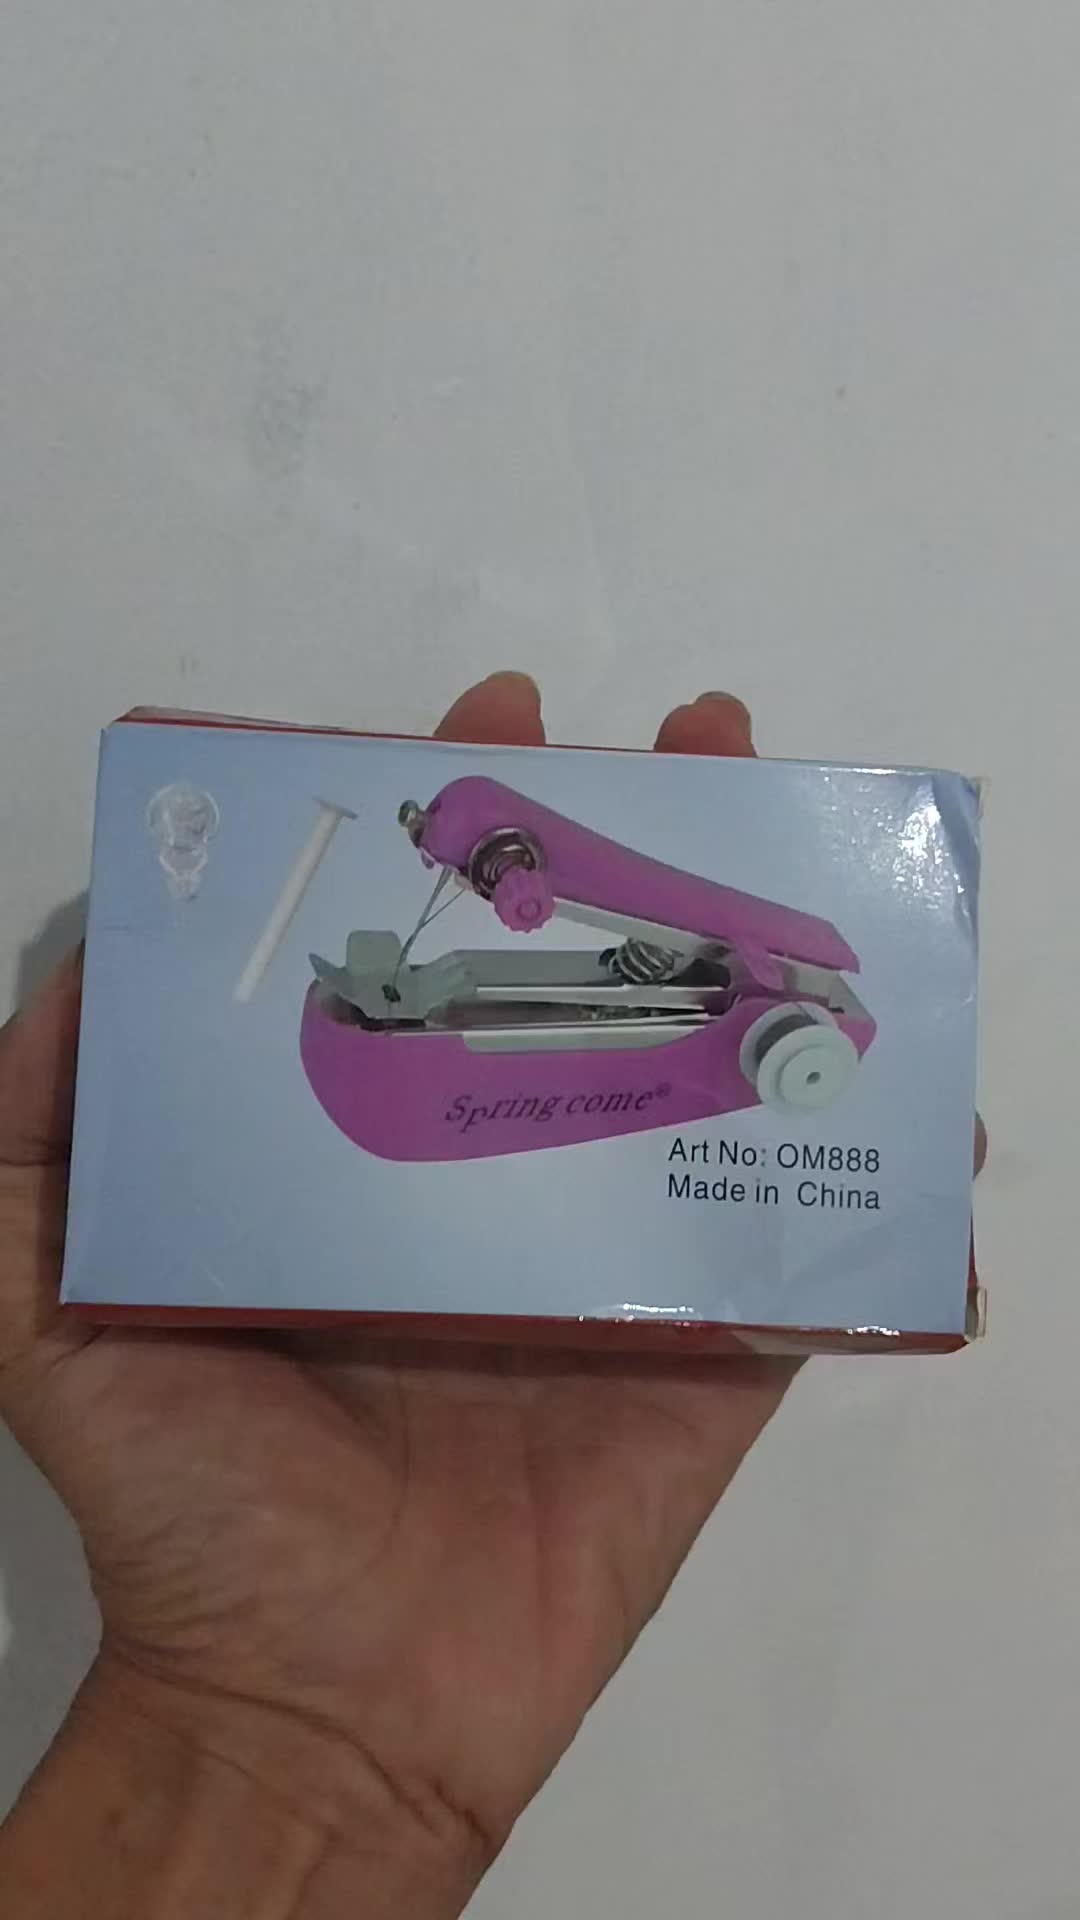 Spring come®
Art No: OM888
Made in China